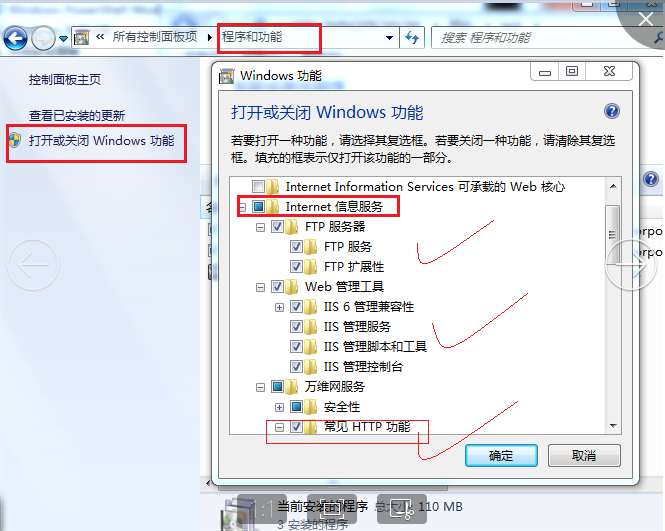 « 所有控制面板项 ▸ 程序和功能
搜索 程序和功能
控制面板主页
查看已安装的更新
打开或关闭 Windows 功能
Windows 功能
打开或关闭 Windows 功能
若要打开一种功能，请选择其复选框。若要关闭一种功能，请清除其复选
框。填充的框表示仅打开该功能的一部分。
Internet Information Services 可承载的 Web 核心
Internet 信息服务
FTP 服务器
FTP 服务
FTP 扩展性
Web 管理工具
IIS 6 管理兼容性
IIS 管理服务
IIS 管理脚本和工具
IIS 管理控制台
万维网服务
安全性
常见 HTTP 功能
确定
取消
当前安装的程序 总大小: 110 MB
3 安装的程序
1:1